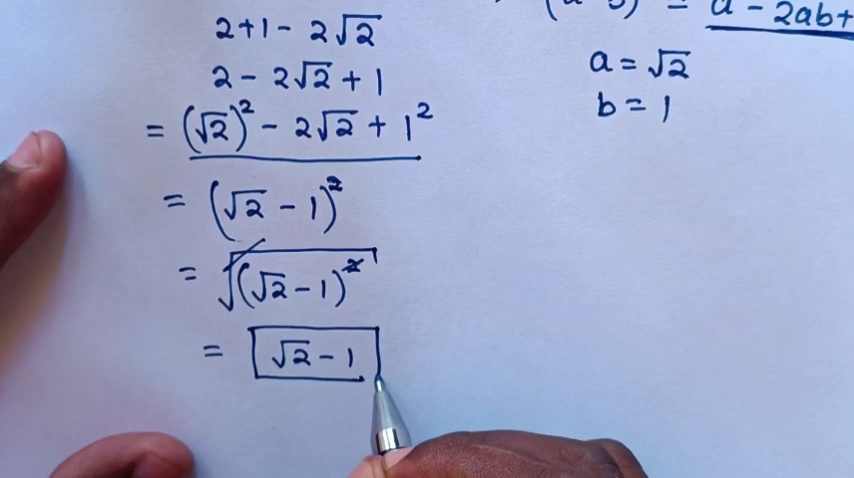 2+1 - 2√2
2 - 2√2 + 1
= (√2)² - 2√2 + 1²
= (√2 - 1)²
= √(√2 - 1)²
= √2 - 1
= a - 2ab +
a = √2
b = 1